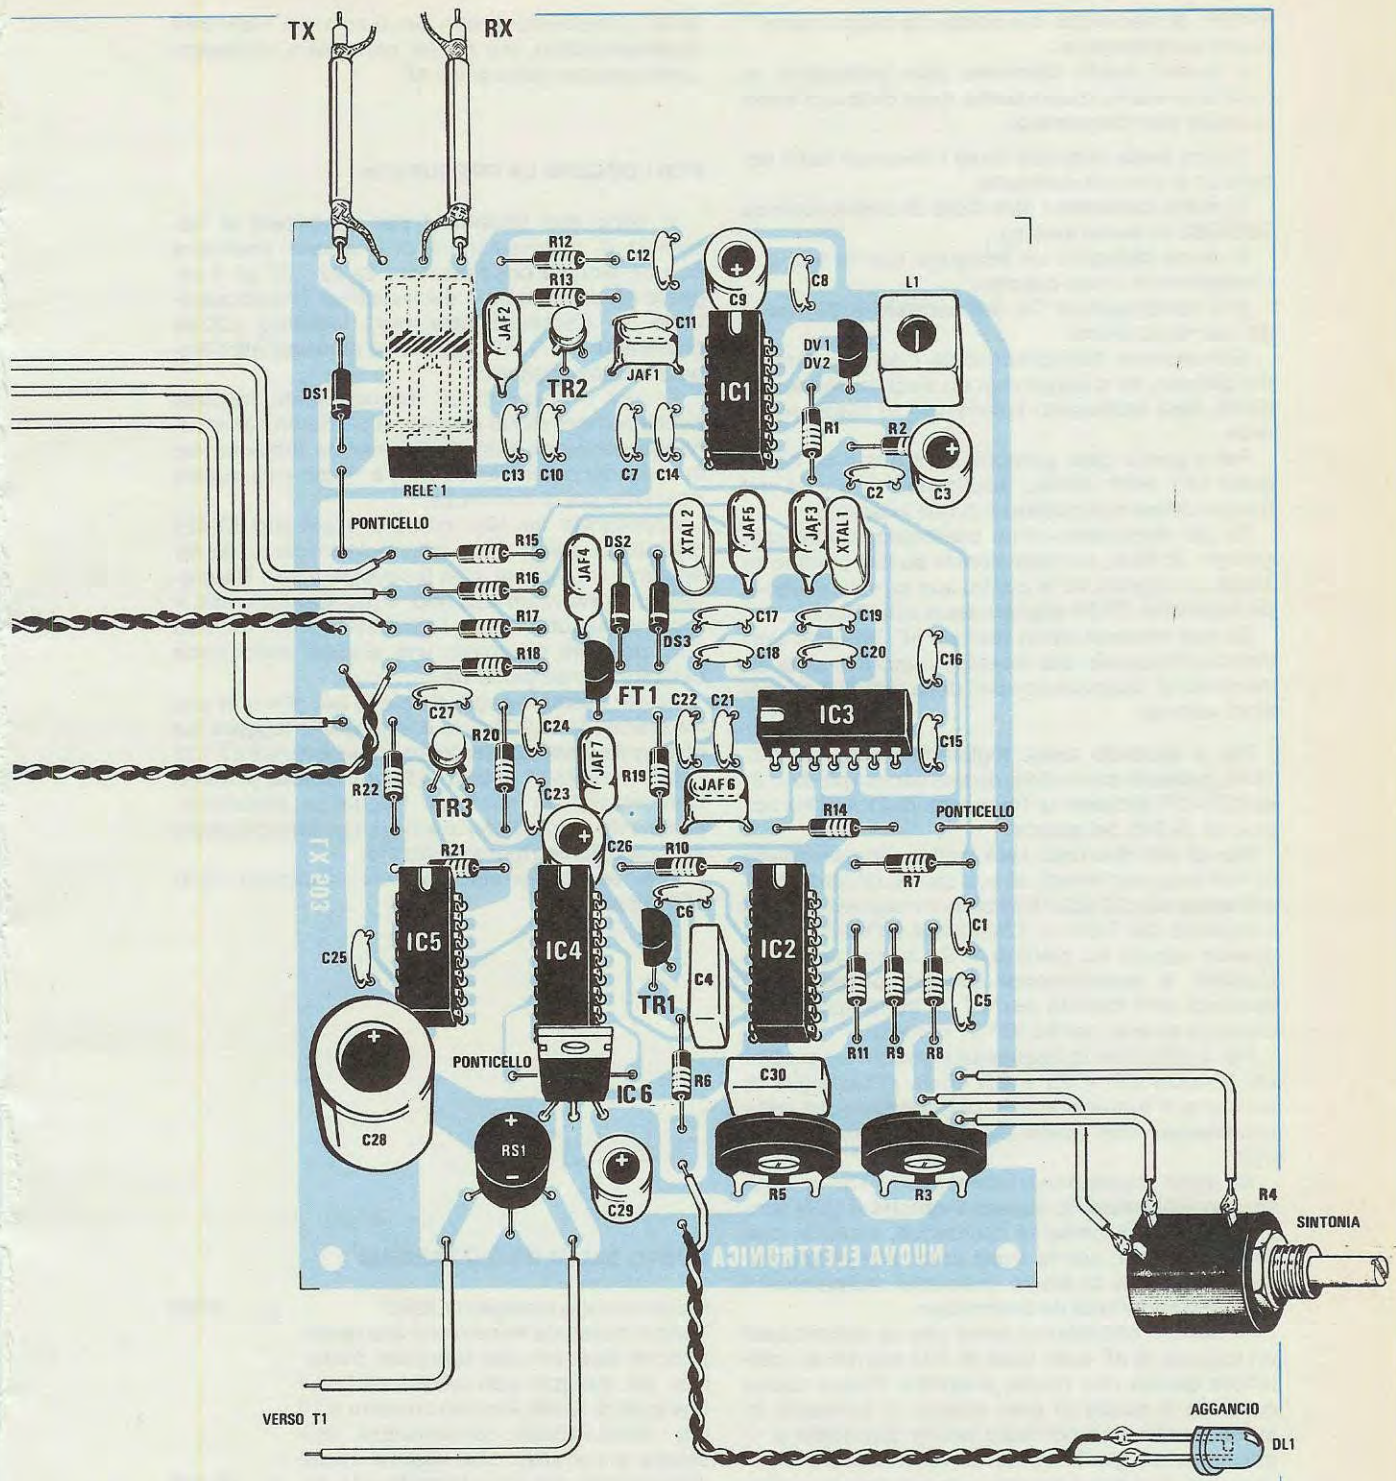 TX
RX
R12
C12
R13
C9
C8
L1
JAF2
C11
DV1
DV2
DS1
TR2
JAF1
IC1
R1
R2
C13
C10
C7
C14
C2
C3
RELE' 1
PONTICELLO
XTAL2
JAF5
JAF3
XTAL1
R15
JAF4
DS2
R16
R17
C17
C19
R18
DS3
C18
C20
C16
C27
FT1
C22
C21
IC3
R20
C24
JAF7
R19
C15
R22
TR3
C23
JAF6
PONTICELLO
R14
C26
R21
R10
R7
LX 503
C6
C1
C25
IC5
IC4
C4
IC2
TR1
C5
R11
R9
R8
PONTICELLO
IC6
R6
C30
C28
RS1
C29
R5
R3
R4
SINTONIA
NUOVA ELETTRONICA
VERSO T1
AGGANCIO
DL1